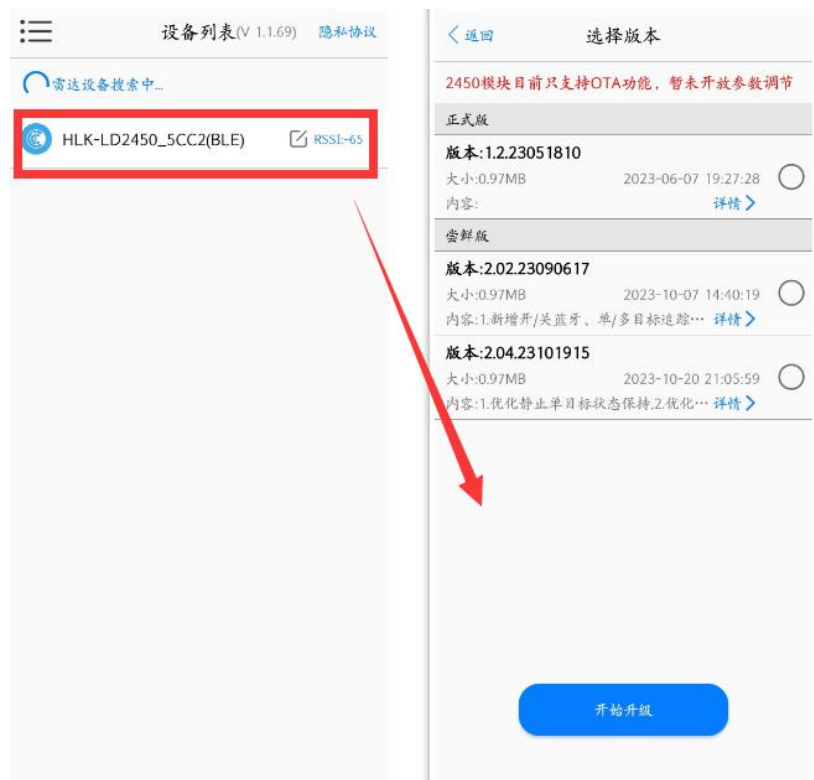 设备列表(V 1.1.69) 隐私协议
雷达设备搜索中...
HLK-LD2450_5CC2(BLE) RSSI:-65
返回 选择版本
2450模块目前只支持OTA功能，暂未开放参数调节
正式版
版本:1.2.23051810
大小:0.97MB 2023-06-07 19:27:28
内容: 详情
尝鲜版
版本:2.02.23090617
大小:0.97MB 2023-10-07 14:40:19
内容:1.新增开/关蓝牙、单/多目标追踪… 详情
版本:2.04.23101915
大小:0.97MB 2023-10-20 21:05:59
内容:1.优化静止单目标状态保持,2.优化… 详情
开始升级